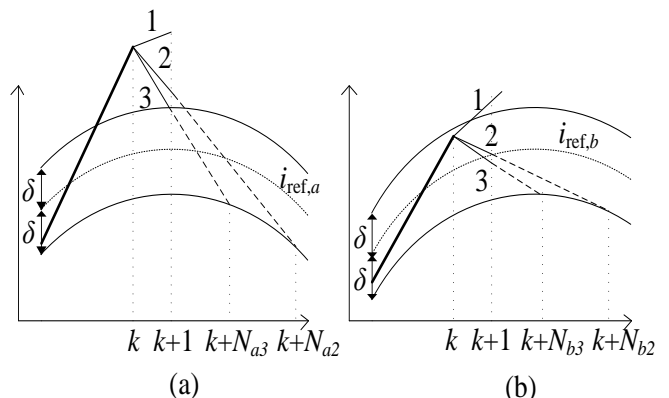 1
2
3
i_ref,a
δ
δ
k k+1 k+N_a3 k+N_a2
(a)
1
2
3
i_ref,b
δ
δ
k k+1 k+N_b3 k+N_b2
(b)